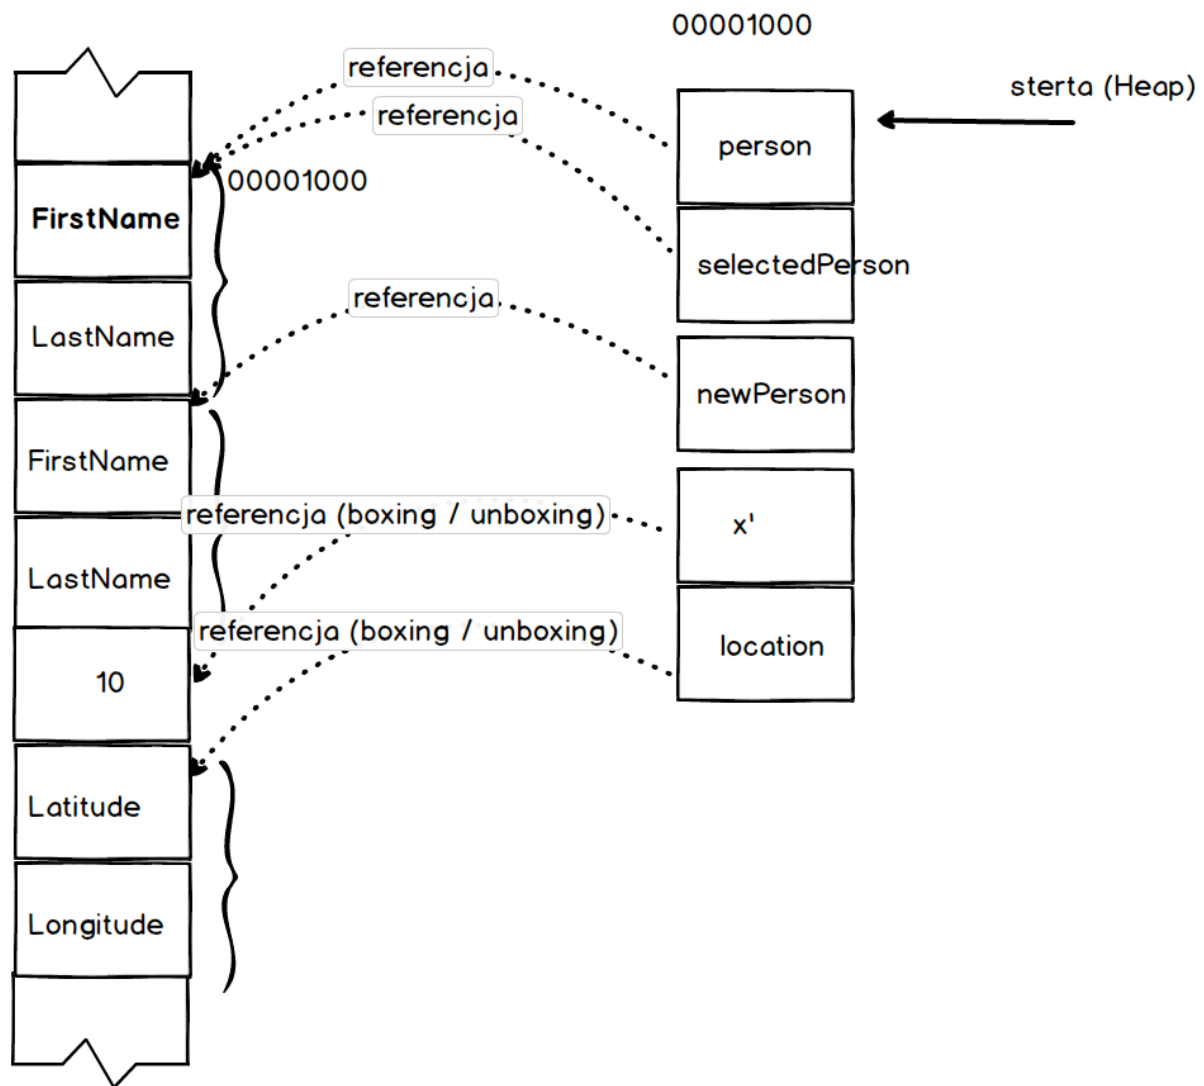 00001000
referencja
sterta (Heap)
referencja
person
00001000
FirstName
selectedPerson
referencja
LastName
newPerson
FirstName
referencja (boxing / unboxing)
x'
LastName
referencja (boxing / unboxing)
location
10
Latitude
Longitude